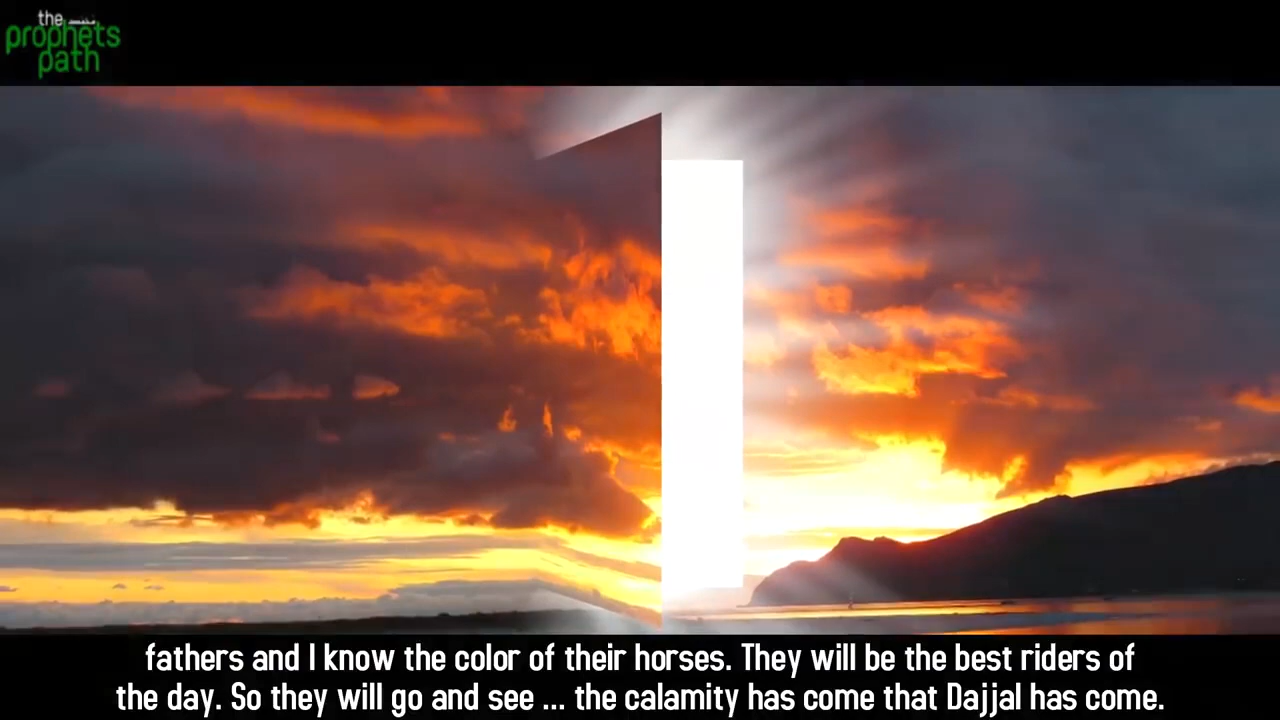 the
prophets
path
fathers and I know the color of their horses. They will be the best riders of
the day. So they will go and see ... the calamity has come that Dajjal has come.